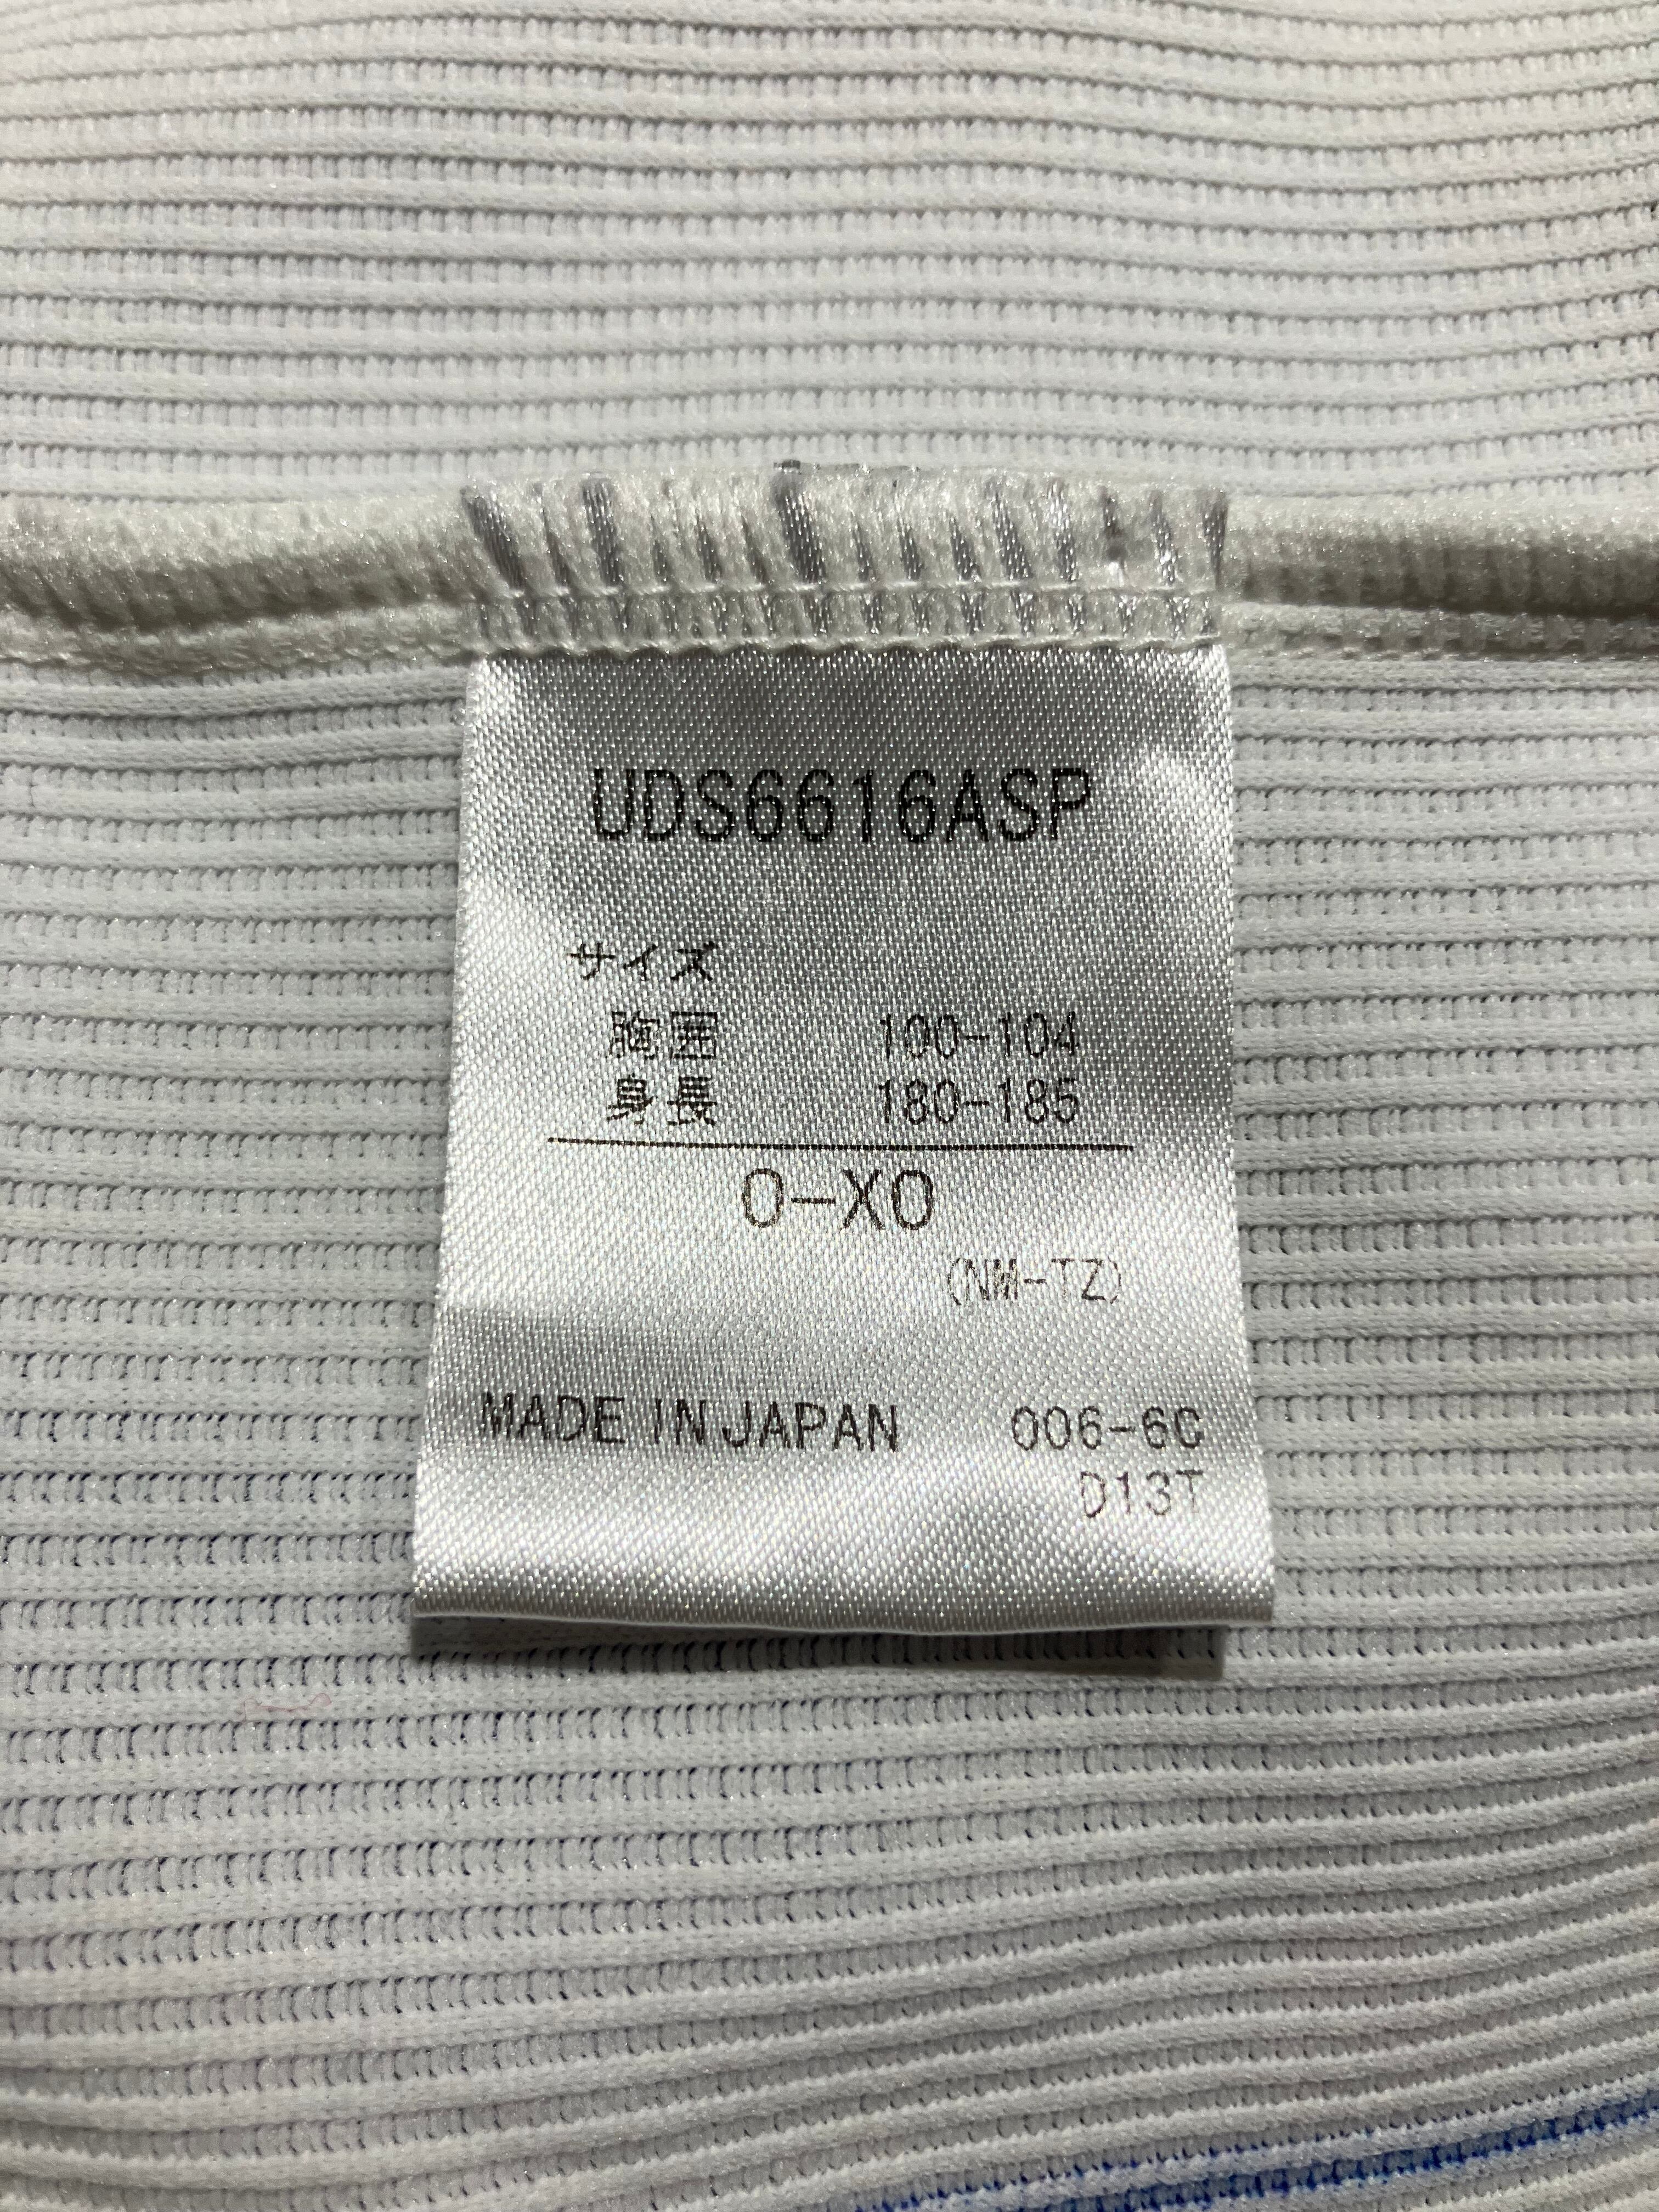 UDS6616ASP
サイズ
胸囲 100-104
身長 180-185
O-XO
(NM-TZ)
MADE IN JAPAN 006-6C
D13T